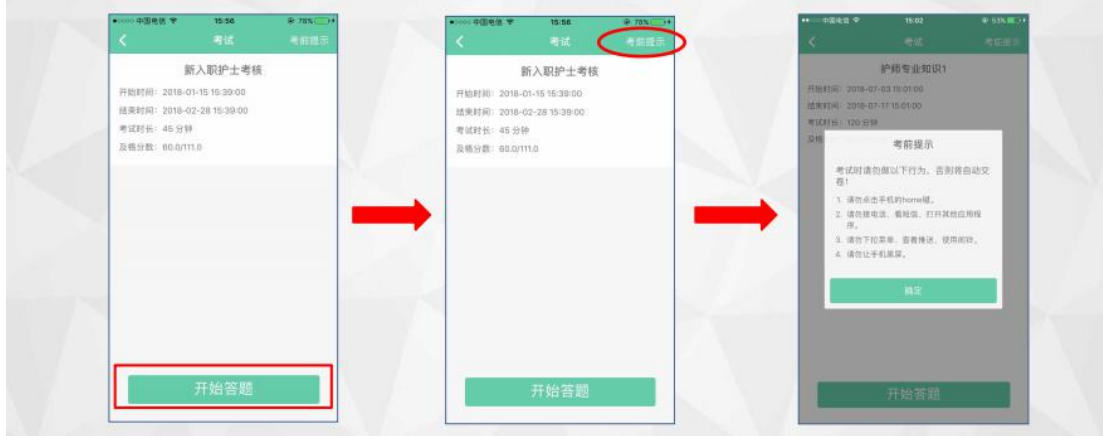 中国电信 15:56 78%
考试 考前提示
新入职护士考核
开始时间：2018-01-15 15:39:00
结束时间：2018-02-28 15:39:00
考试时长：45 分钟
及格分数：60.0/111.0
开始答题
中国电信 15:56 78%
考试 考前提示
新入职护士考核
开始时间：2018-01-15 15:39:00
结束时间：2018-02-28 15:39:00
考试时长：45 分钟
及格分数：60.0/111.0
开始答题
中国电信 15:02 53%
考试 考前提示
护师专业知识1
开始时间：2018-07-03 15:01:00
结束时间：2018-07-17 15:01:00
考试时长：120 分钟
及格
考前提示
考试时请勿做以下行为，否则将自动交
卷！
1. 请勿点击手机的home键。
2. 请勿接电话、看短信、打开其他应用程
序。
3. 请勿下拉菜单、查看推送、使用闹铃。
4. 请勿让手机黑屏。
确定
开始答题